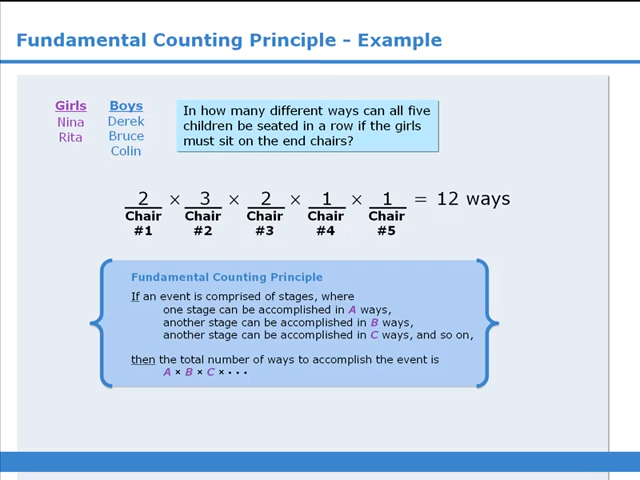 Fundamental Counting Principle - Example
Girls
Nina
Rita
Boys
Derek
Bruce
Colin
In how many different ways can all five
children be seated in a row if the girls
must sit on the end chairs?
2 × 3 × 2 × 1 × 1 = 12 ways
Chair Chair Chair Chair Chair
#1 #2 #3 #4 #5
Fundamental Counting Principle
If an event is comprised of stages, where
one stage can be accomplished in A ways,
another stage can be accomplished in B ways,
another stage can be accomplished in C ways, and so on,
then the total number of ways to accomplish the event is
A × B × C × • • •